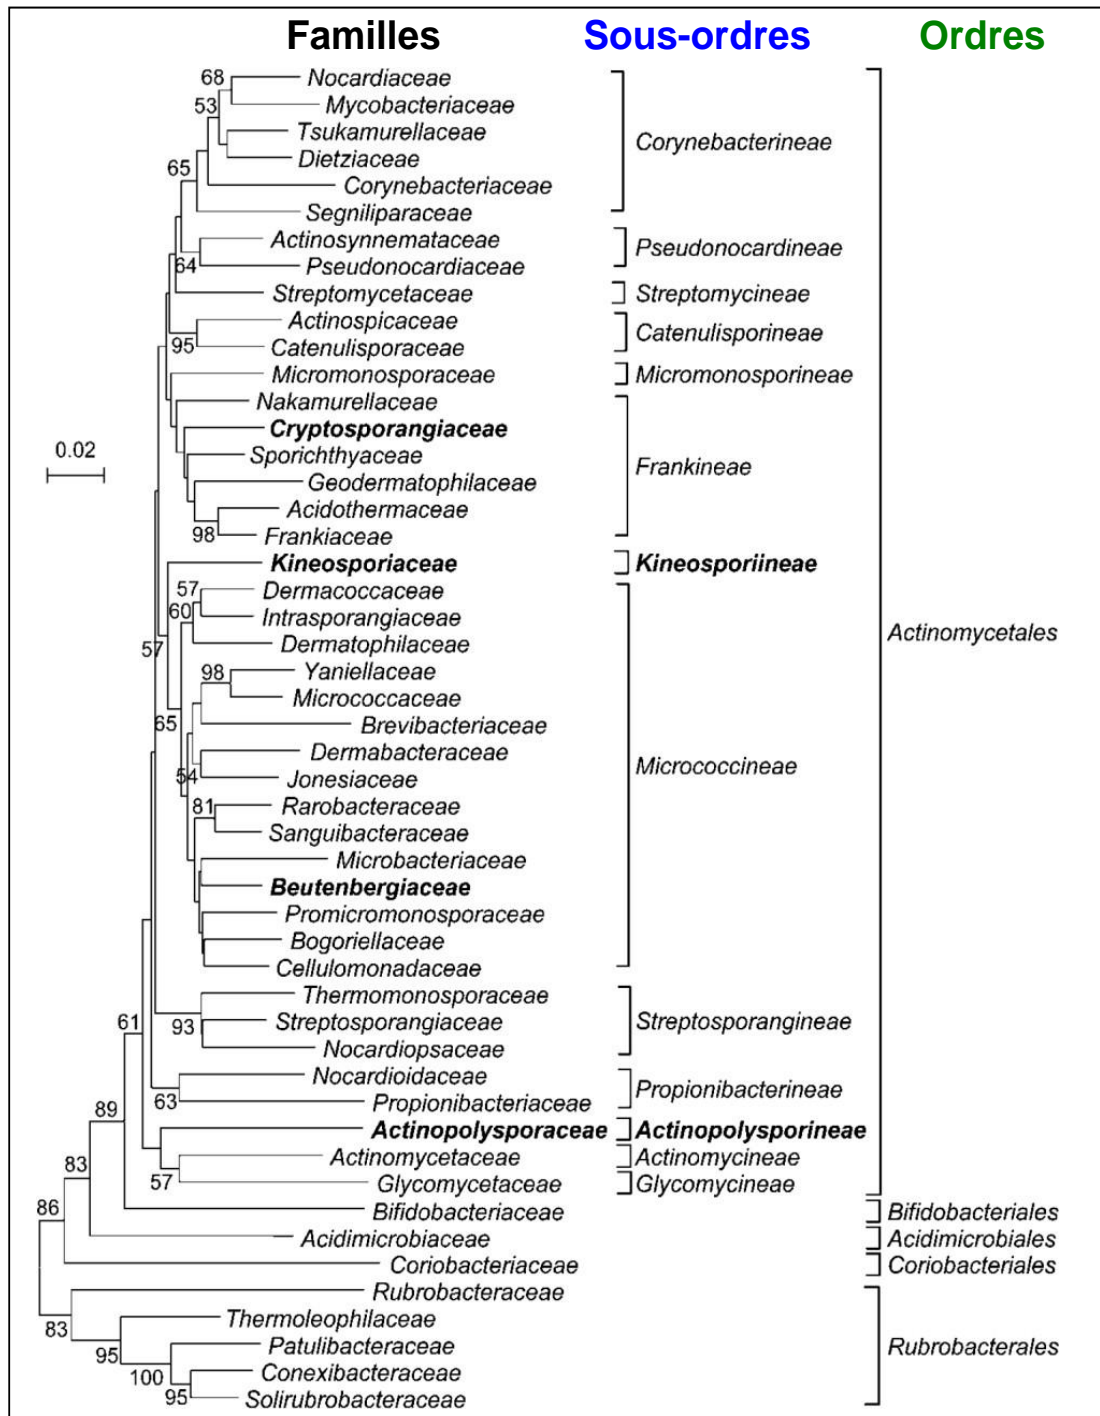 Familles Sous-ordres Ordres
68 Nocardiaceae
53 Mycobacteriaceae
Tsukamurellaceae
Dietziaceae Corynebacterineae
65 Corynebacteriaceae
Segniliparaceae
Actinosynnemataceae
64 Pseudonocardiaceae Pseudonocardineae
Streptomycetaceae Streptomycineae
Actinospicaceae
95 Catenulisporaceae Catenulisporineae
Micromonosporaceae Micromonosporineae
Nakamurellaceae
Cryptosporangiaceae
0.02 Sporichthyaceae Frankineae
Geodermatophilaceae
Acidothermaceae
98 Frankiaceae
Kineosporiaceae Kineosporiineae
57 Dermacoccaceae
60 Intrasporangiaceae
57 Dermatophilaceae Actinomycetales
98 Yaniellaceae
Micrococcaceae
65 Brevibacteriaceae
Dermabacteraceae Micrococcineae
54 Jonesiaceae
81 Rarobacteraceae
Sanguibacteraceae
Microbacteriaceae
Beutenbergiaceae
Promicromonosporaceae
Bogoriellaceae
Cellulomonadaceae
Thermomonosporaceae
61 93 Streptosporangiaceae Streptosporangineae
Nocardiopsaceae
Nocardioidaceae
63 Propionibacteriaceae Propionibacterineae
89 Actinopolysporaceae Actinopolysporineae
83 Actinomycetaceae Actinomycineae
57 Glycomycetaceae Glycomycineae
86 Bifidobacteriaceae Bifidobacteriales
Acidimicrobiaceae Acidimicrobiales
Coriobacteriaceae Coriobacteriales
Rubrobacteraceae
83 Thermoleophilaceae
95 Patulibacteraceae Rubrobacterales
100 Conexibacteraceae
95 Solirubrobacteraceae